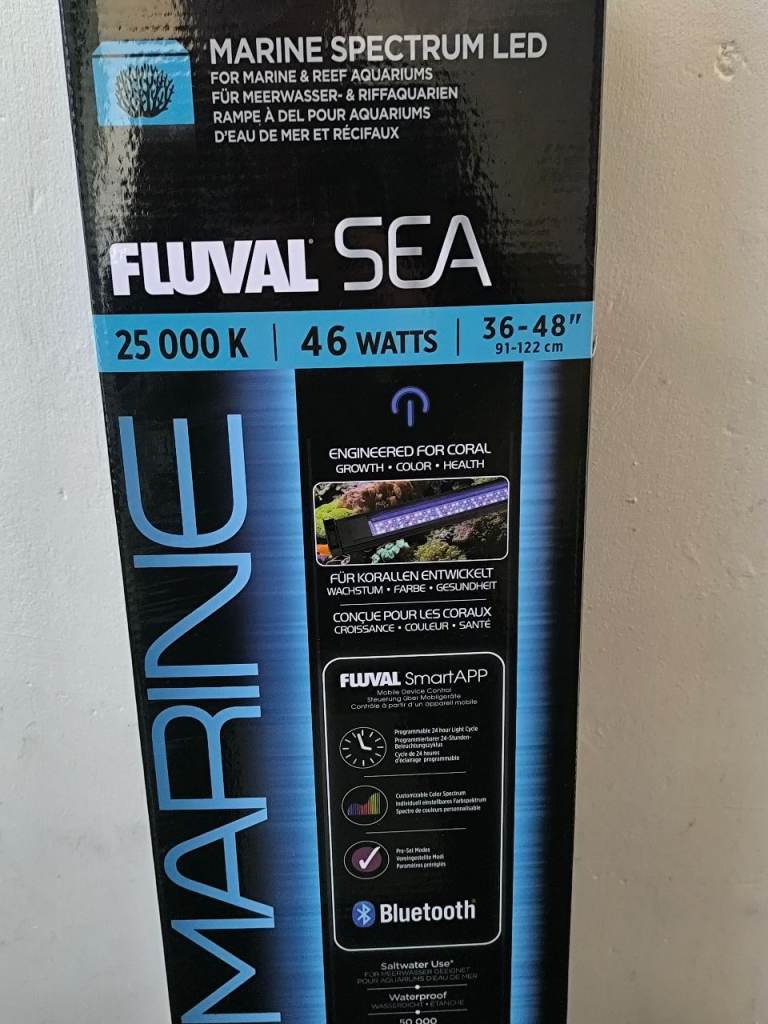 MARINE SPECTRUM LED
FOR MARINE & REEF AQUARIUMS
FÜR MEERWASSER- & RIFFAQUARIEN
RAMPE À DEL POUR AQUARIUMS
D'EAU DE MER ET RÉCIFAUX
FLUVAL® SEA
25 000 K | 46 WATTS | 36-48"
91-122 cm
MARINE
ENGINEERED FOR CORAL
GROWTH • COLOR • HEALTH
FÜR KORALLEN ENTWICKELT
WACHSTUM • FARBE • GESUNDHEIT
CONÇUE POUR LES CORAUX
CROISSANCE • COULEUR • SANTÉ
FLUVAL SmartAPP
Mobile Device Control
Steuerung über Mobilgeräte
Contrôle à partir d'un appareil mobile
Programmable 24 hour Light Cycle
Programmierbarer 24-Stunden-
Beleuchtungszyklus
Cycle de 24 heures
d'éclairage programmable
Customizable Color Spectrum
Individuell einstellbares Farbspektrum
Spectre de couleurs personnalisable
Pre-Set Modes
Voreingestellte Modi
Paramètres préréglés
Bluetooth®
Saltwater Use*
FÜR MEERWASSER GEEIGNET
POUR AQUARIUMS D'EAU DE MER
Waterproof
WASSERDICHT • ÉTANCHE
50,000